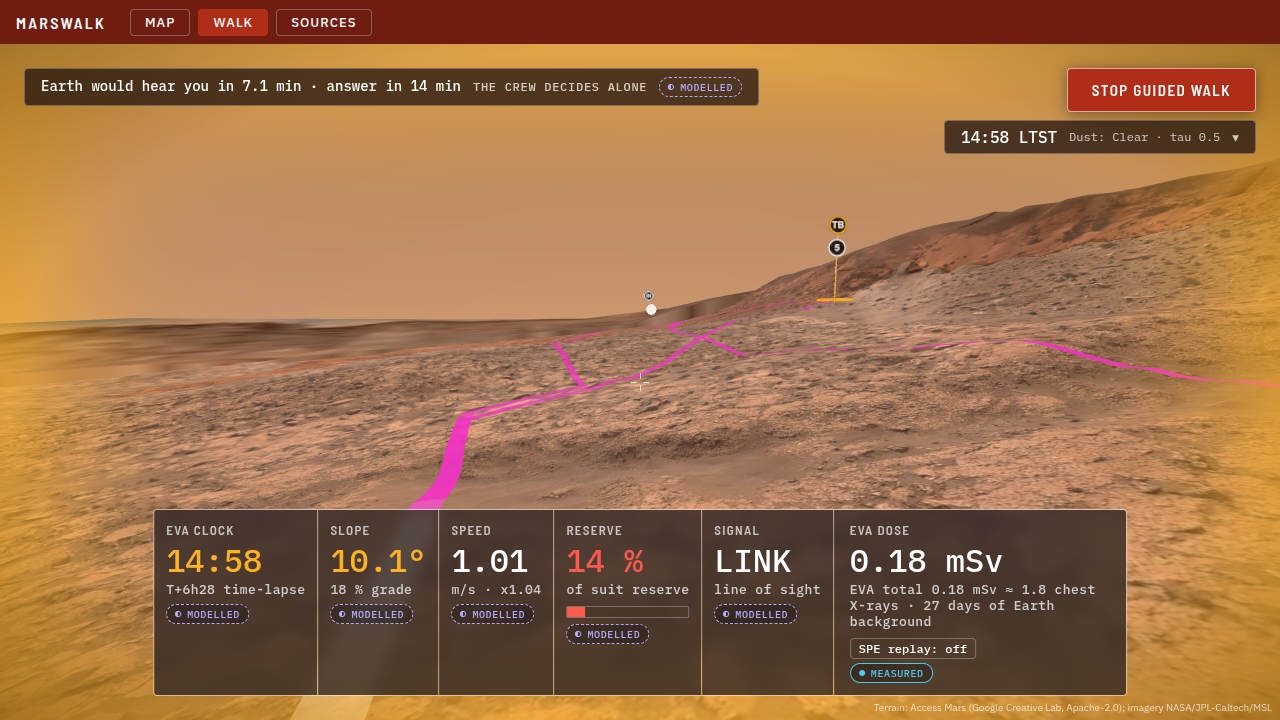 MARSWALK
MAP
WALK
SOURCES
Earth would hear you in 7.1 min · answer in 14 min THE CREW DECIDES ALONE MODELLED
STOP GUIDED WALK
14:58 LTST Dust: Clear · tau 0.5 ▼
TB
5
EVA CLOCK
14:58
T+6h28 time-lapse
MODELLED
SLOPE
10.1°
18 % grade
MODELLED
SPEED
1.01
m/s · x1.04
MODELLED
RESERVE
14 %
of suit reserve
MODELLED
SIGNAL
LINK
line of sight
MODELLED
EVA DOSE
0.18 mSv
EVA total 0.18 mSv ≈ 1.8 chest
X-rays · 27 days of Earth
background
SPE replay: off
MEASURED
Terrain: Access Mars (Google Creative Lab, Apache-2.0); imagery NASA/JPL-Caltech/MSL